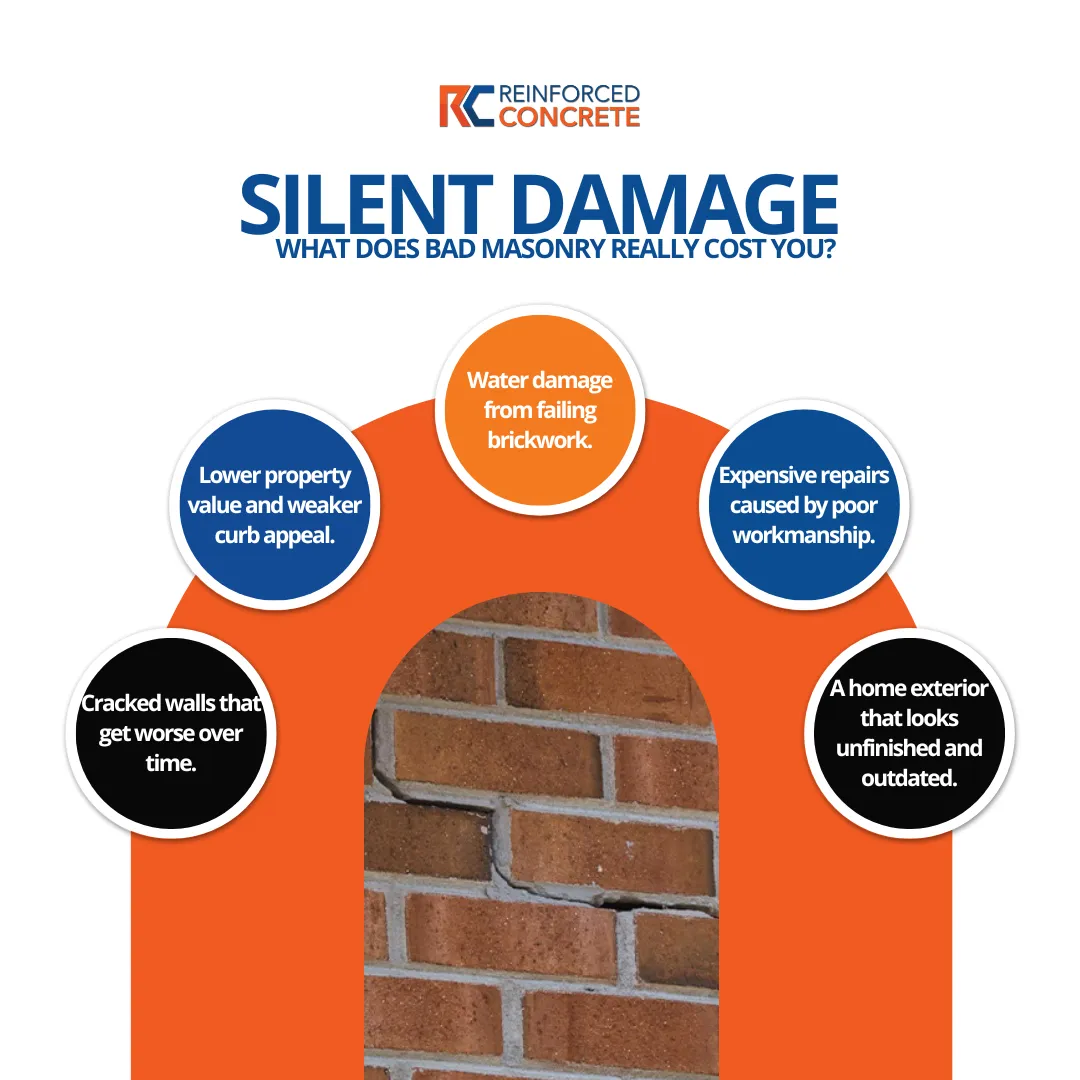 RC REINFORCED
CONCRETE
SILENT DAMAGE
WHAT DOES BAD MASONRY REALLY COST YOU?
Water damage
from failing
brickwork.
Lower property
value and weaker
curb appeal.
Expensive repairs
caused by poor
workmanship.
Cracked walls that
get worse over
time.
A home exterior
that looks
unfinished and
outdated.